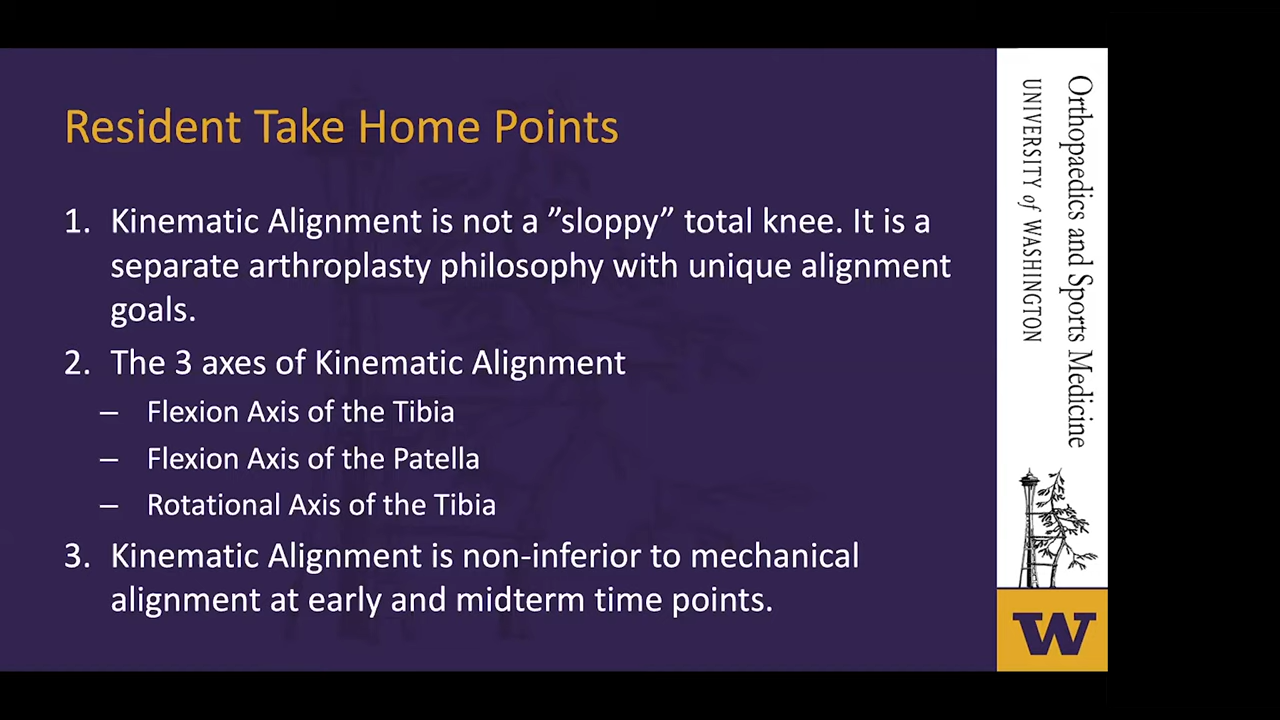 Resident Take Home Points
1. Kinematic Alignment is not a ”sloppy” total knee. It is a
separate arthroplasty philosophy with unique alignment
goals.
2. The 3 axes of Kinematic Alignment
– Flexion Axis of the Tibia
– Flexion Axis of the Patella
– Rotational Axis of the Tibia
3. Kinematic Alignment is non-inferior to mechanical
alignment at early and midterm time points.
Orthopaedics and Sports Medicine
UNIVERSITY of WASHINGTON
W